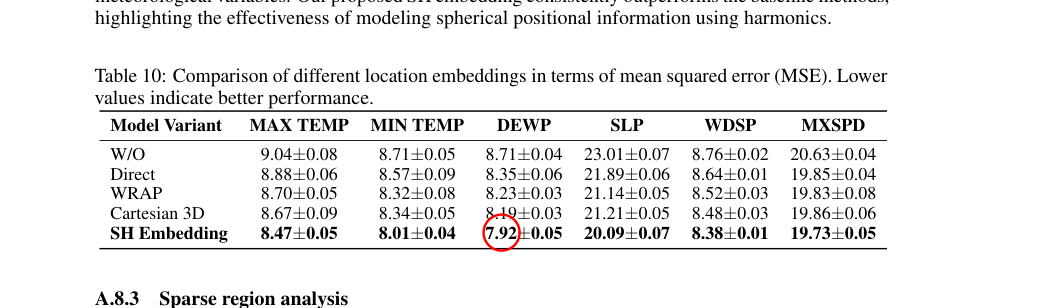 highlighting the effectiveness of modeling spherical positional information using harmonics.
Table 10: Comparison of different location embeddings in terms of mean squared error (MSE). Lower
values indicate better performance.
Model Variant MAX TEMP MIN TEMP DEWP SLP WDSP MXSPD
W/O 9.04±0.08 8.71±0.05 8.71±0.04 23.01±0.07 8.76±0.02 20.63±0.04
Direct 8.88±0.06 8.57±0.09 8.35±0.06 21.89±0.06 8.64±0.01 19.85±0.04
WRAP 8.70±0.05 8.32±0.08 8.23±0.03 21.14±0.05 8.52±0.03 19.83±0.08
Cartesian 3D 8.67±0.09 8.34±0.05 8.19±0.03 21.21±0.05 8.48±0.03 19.86±0.06
SH Embedding 8.47±0.05 8.01±0.04 7.92±0.05 20.09±0.07 8.38±0.01 19.73±0.05
A.8.3 Sparse region analysis